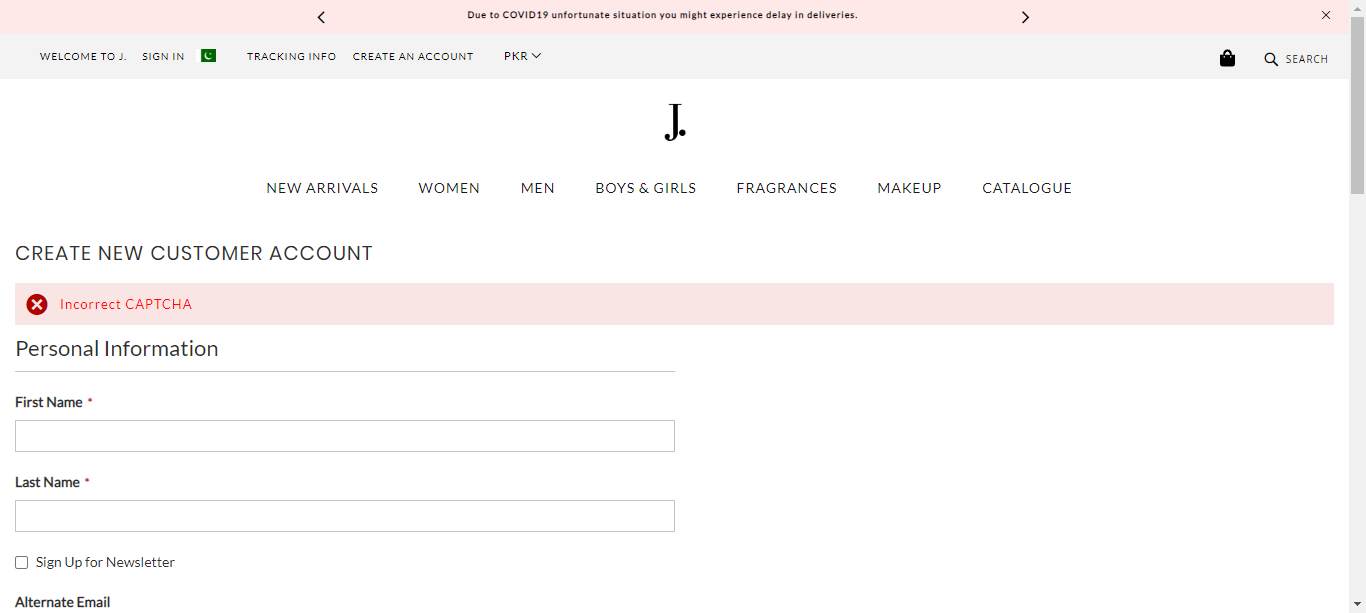 Due to COVID19 unfortunate situation you might experience delay in deliveries.
WELCOME TO J. SIGN IN TRACKING INFO CREATE AN ACCOUNT PKR SEARCH
J.
NEW ARRIVALS WOMEN MEN BOYS & GIRLS FRAGRANCES MAKEUP CATALOGUE
CREATE NEW CUSTOMER ACCOUNT
Incorrect CAPTCHA
Personal Information
First Name *
Last Name *
Sign Up for Newsletter
Alternate Email